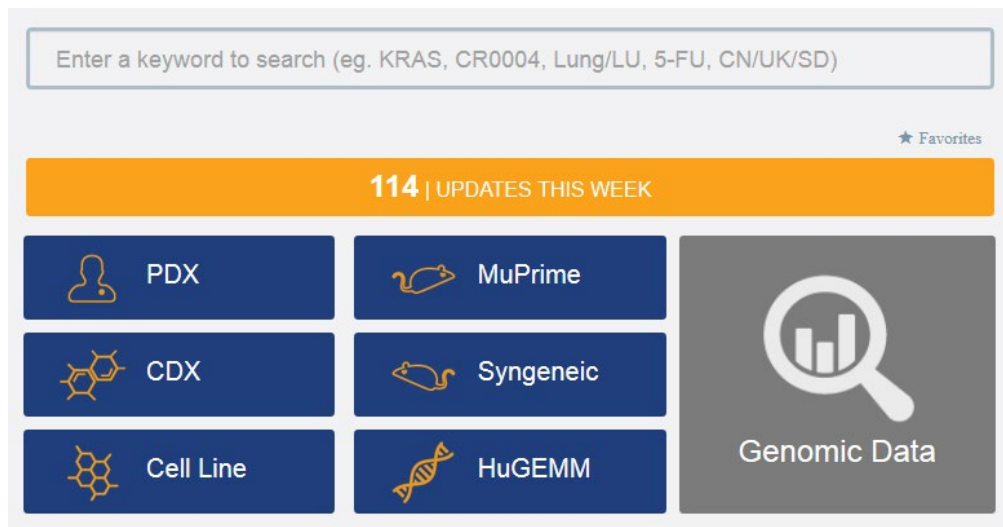 Enter a keyword to search (eg. KRAS, CR0004, Lung/LU, 5-FU, CN/UK/SD)
★ Favorites
114 | UPDATES THIS WEEK
PDX
MuPrime
CDX
Syngeneic
Cell Line
HuGEMM
Genomic Data